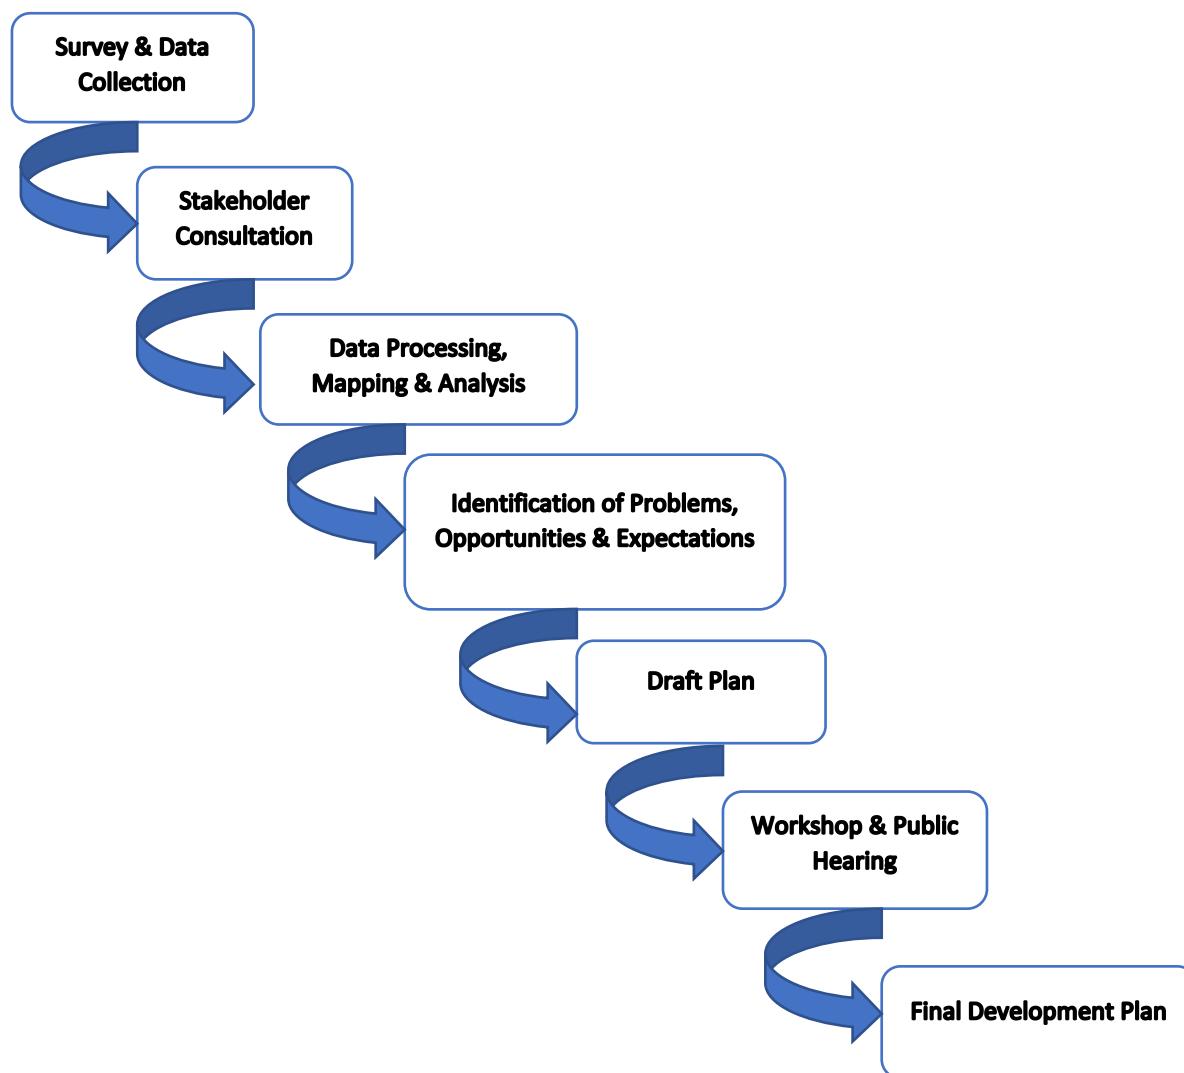 Survey & Data
Collection
Stakeholder
Consultation
Data Processing,
Mapping & Analysis
Identification of Problems,
Opportunities & Expectations
Draft Plan
Workshop & Public
Hearing
Final Development Plan